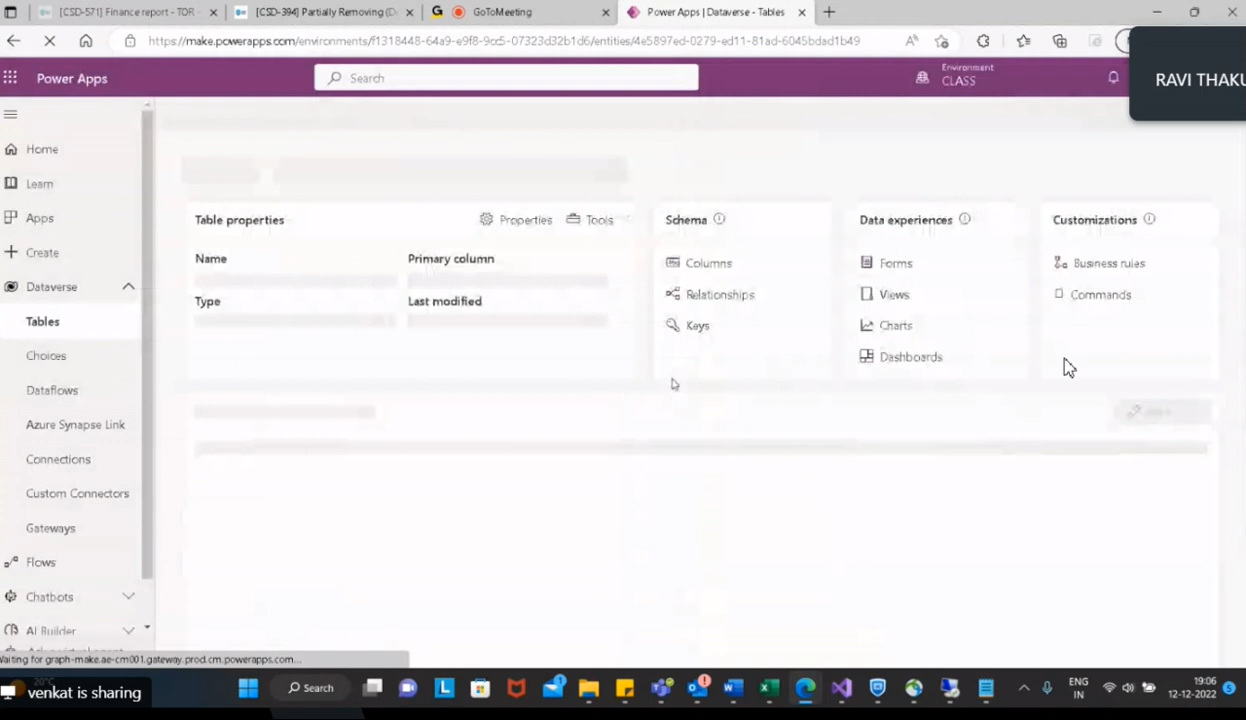 [CSD-571] Finance report - TOR
[CSD-394] Partially Removing (D
GoToMeeting
Power Apps | Dataverse - Tables
https://make.powerapps.com/environments/f1318448-64a9-e9f8-9cc5-07323d32b1d6/entities/4e5897ed-0279-ed11-81ad-6045bdad1b49
Power Apps
Search
Environment
CLASS
RAVI THAKU
Home
Learn
Apps
Create
Dataverse
Tables
Choices
Dataflows
Azure Synapse Link
Connections
Custom Connectors
Gateways
Flows
Chatbots
AI Builder
Table properties
Properties
Tools
Name
Primary column
Type
Last modified
Schema
Columns
Relationships
Keys
Data experiences
Forms
Views
Charts
Dashboards
Customizations
Business rules
Commands
Waiting for graph-make.ae-cm001.gateway.prod.cm.powerapps.com...
20°C
venkat is sharing
Search
ENG
IN
19:06
12-12-2022
5